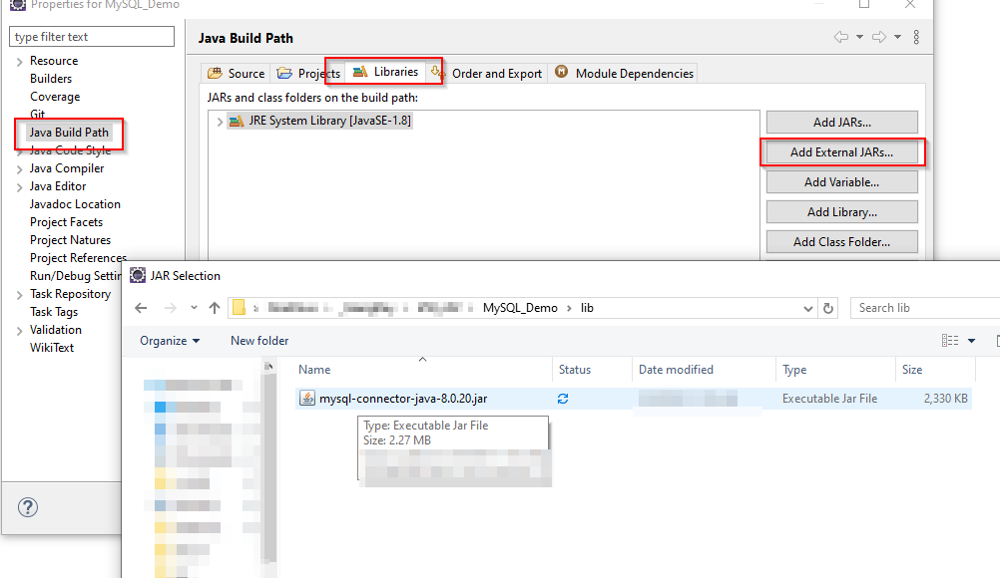 Properties for MySQL_Demo
type filter text
Resource
Builders
Coverage
Git
Java Build Path
Java Code Style
Java Compiler
Java Editor
Javadoc Location
Project Facets
Project Natures
Project References
Run/Debug Settin
Task Repository
Task Tags
Validation
WikiText
Java Build Path
Source Projects Libraries Order and Export Module Dependencies
JARs and class folders on the build path:
JRE System Library [JavaSE-1.8]
Add JARs...
Add External JARs...
Add Variable...
Add Library...
Add Class Folder...
JAR Selection
MySQL_Demo > lib
Search lib
Organize New folder
Name Status Date modified Type Size
mysql-connector-java-8.0.20.jar Executable Jar File 2,330 KB
Type: Executable Jar File
Size: 2.27 MB